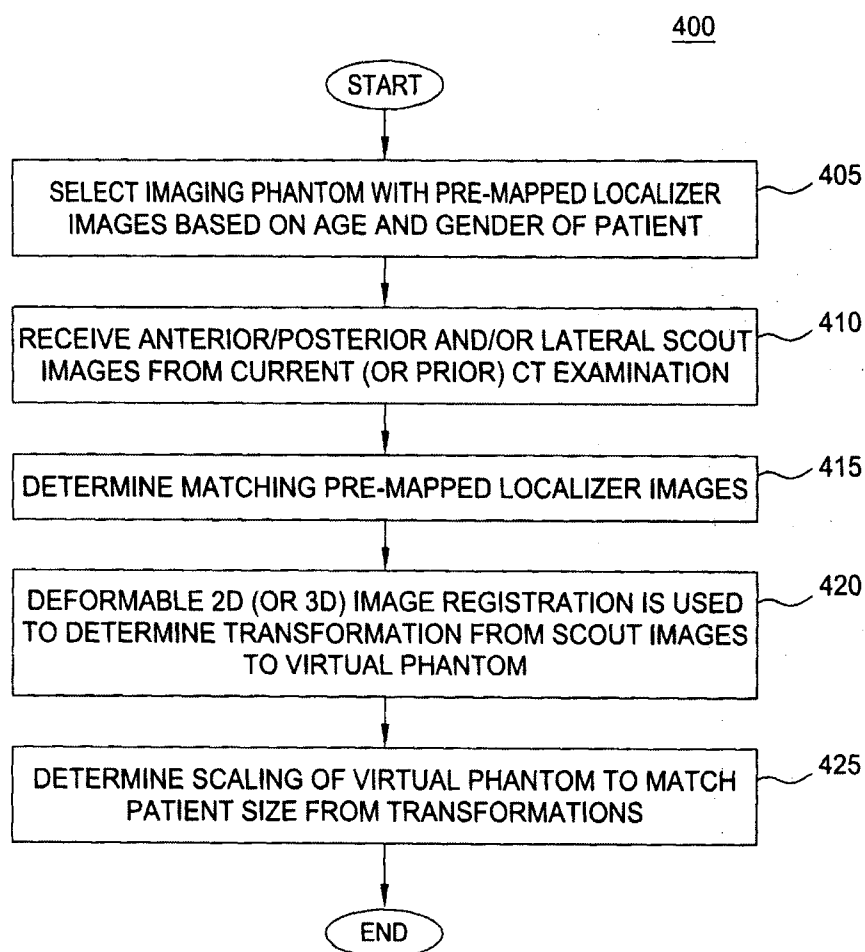 400
START
SELECT IMAGING PHANTOM WITH PRE-MAPPED LOCALIZER
IMAGES BASED ON AGE AND GENDER OF PATIENT
405
RECEIVE ANTERIOR/POSTERIOR AND/OR LATERAL SCOUT
IMAGES FROM CURRENT (OR PRIOR) CT EXAMINATION
410
DETERMINE MATCHING PRE-MAPPED LOCALIZER IMAGES
415
DEFORMABLE 2D (OR 3D) IMAGE REGISTRATION IS USED
TO DETERMINE TRANSFORMATION FROM SCOUT IMAGES
TO VIRTUAL PHANTOM
420
DETERMINE SCALING OF VIRTUAL PHANTOM TO MATCH
PATIENT SIZE FROM TRANSFORMATIONS
425
END